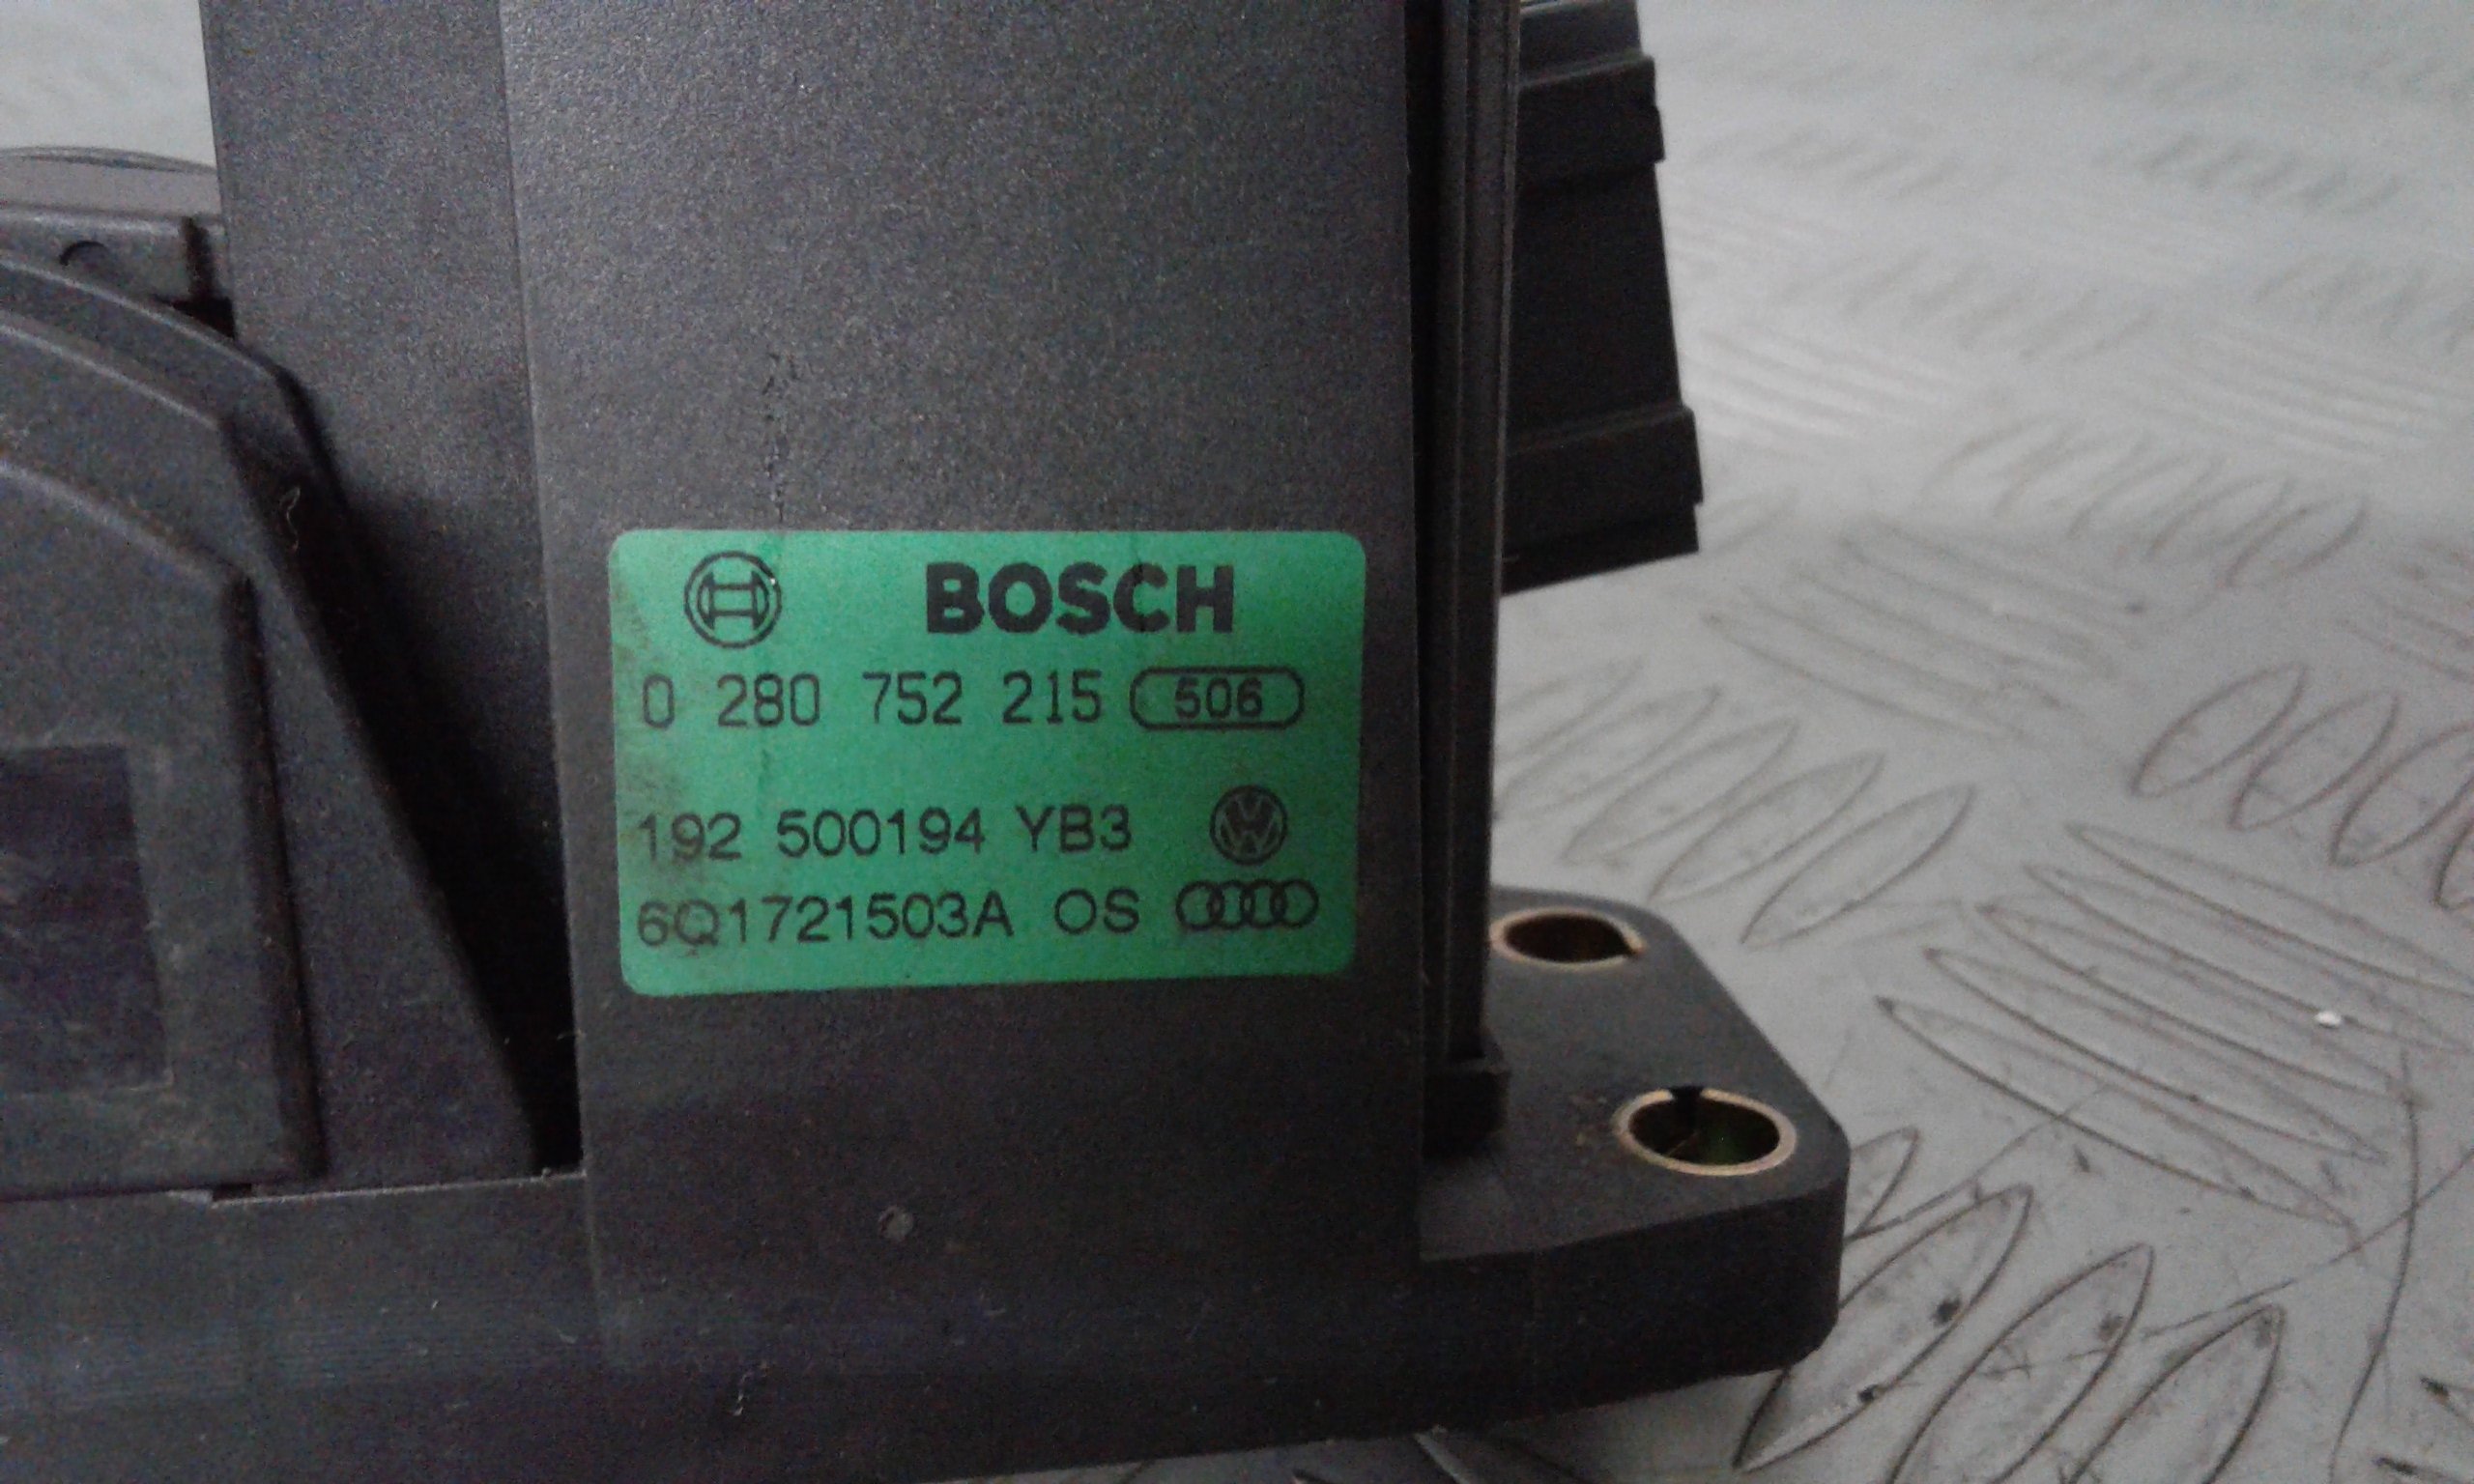 BOSCH
0 280 752 215 506
192 500194 YB3
6Q1721503A OS